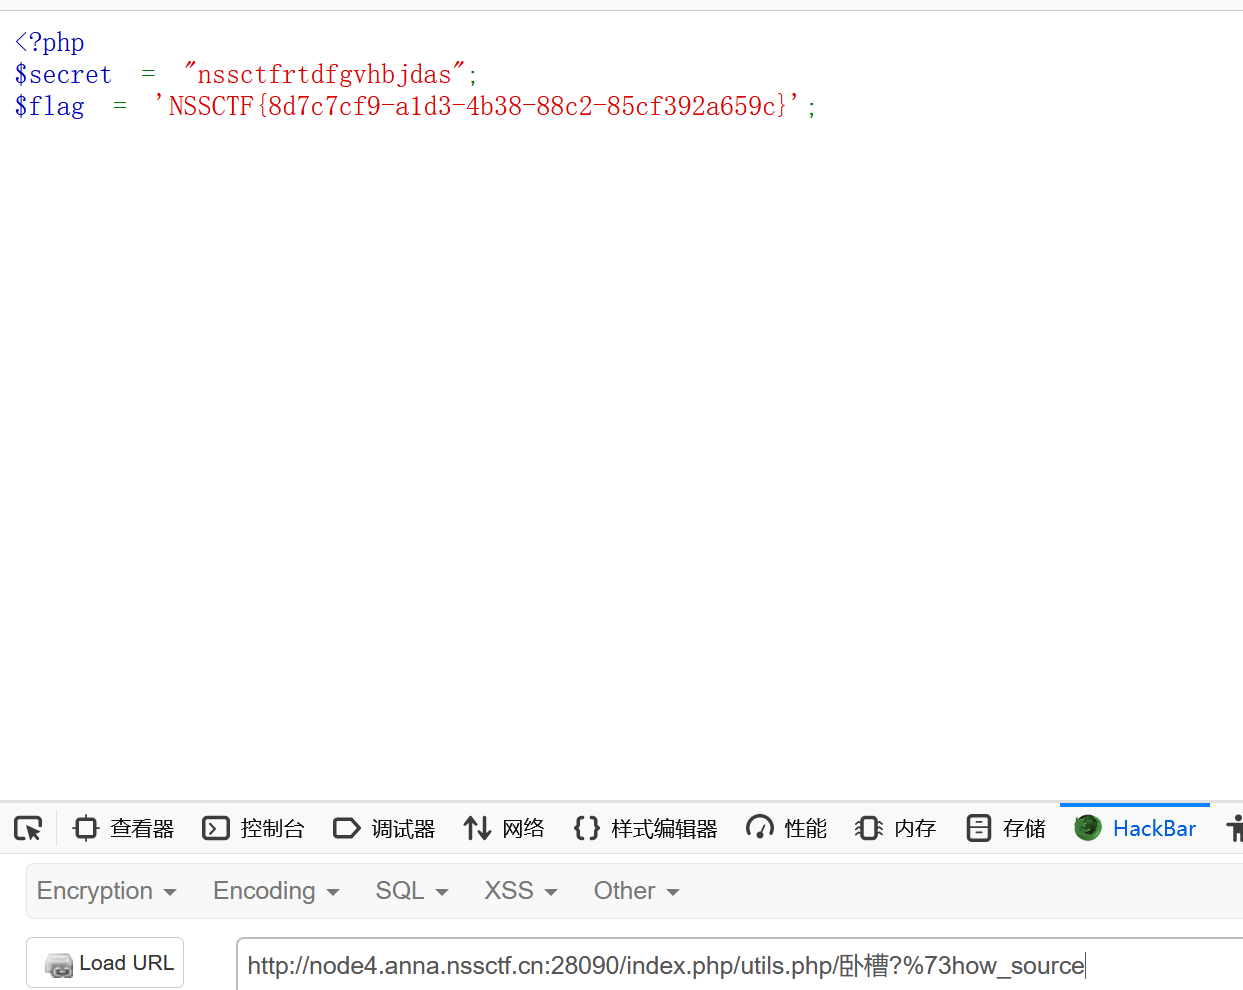 <?php
$secret = "nssctfrtdfgvhbjdas";
$flag = 'NSSCTF{8d7c7cf9-a1d3-4b38-88c2-85cf392a659c}';
查看器 控制台 调试器 网络 样式编辑器 性能 内存 存储 HackBar
Encryption Encoding SQL XSS Other
Load URL http://node4.anna.nssctf.cn:28090/index.php/utils.php/卧槽?%73how_source